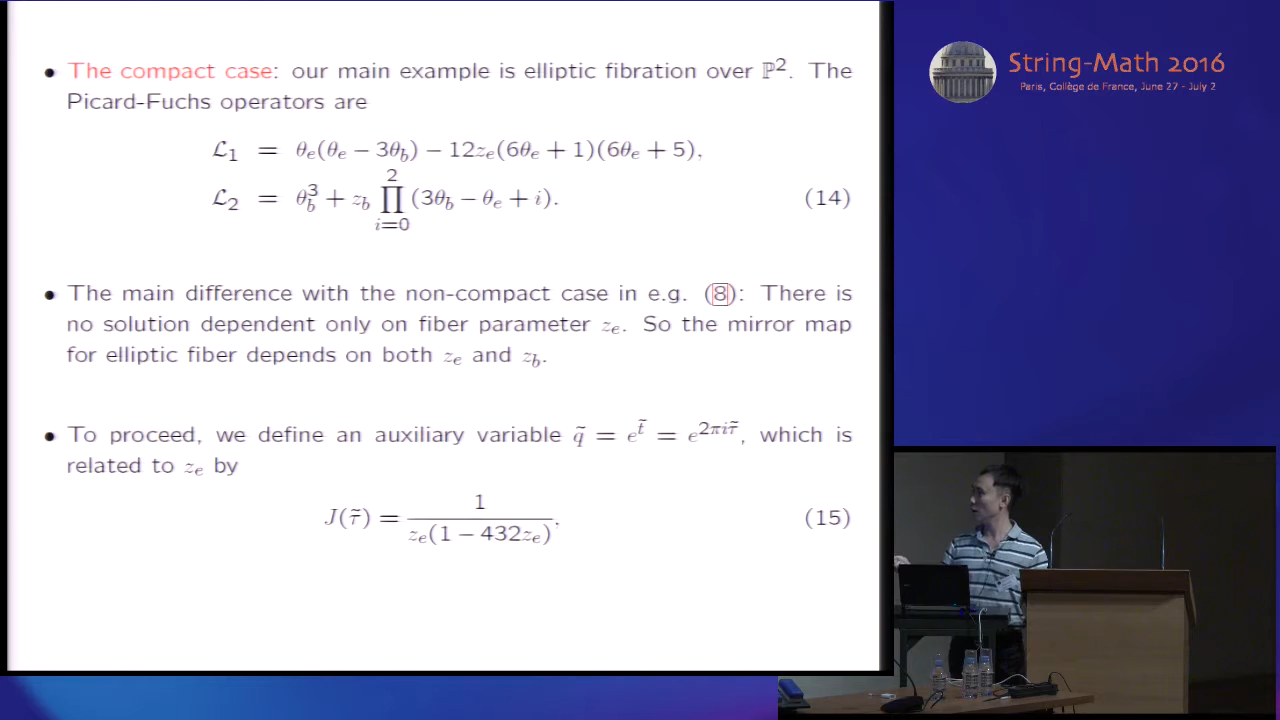 • The compact case: our main example is elliptic fibration over ℙ². The
Picard-Fuchs operators are
ℒ₁ = θₑ(θₑ − 3θ_b) − 12zₑ(6θₑ + 1)(6θₑ + 5),
ℒ₂ = θ_b³ + z_b ∏_{i=0}^{2} (3θ_b − θₑ + i). (14)
• The main difference with the non-compact case in e.g. (8): There is
no solution dependent only on fiber parameter zₑ. So the mirror map
for elliptic fiber depends on both zₑ and z_b.
• To proceed, we define an auxiliary variable q̃ = e^{t̃} = e^{2πiτ̃}, which is
related to zₑ by
J(τ̃) = 1 / (zₑ(1 − 432zₑ)), (15)
String-Math 2016
Paris, Collège de France, June 27 - July 2